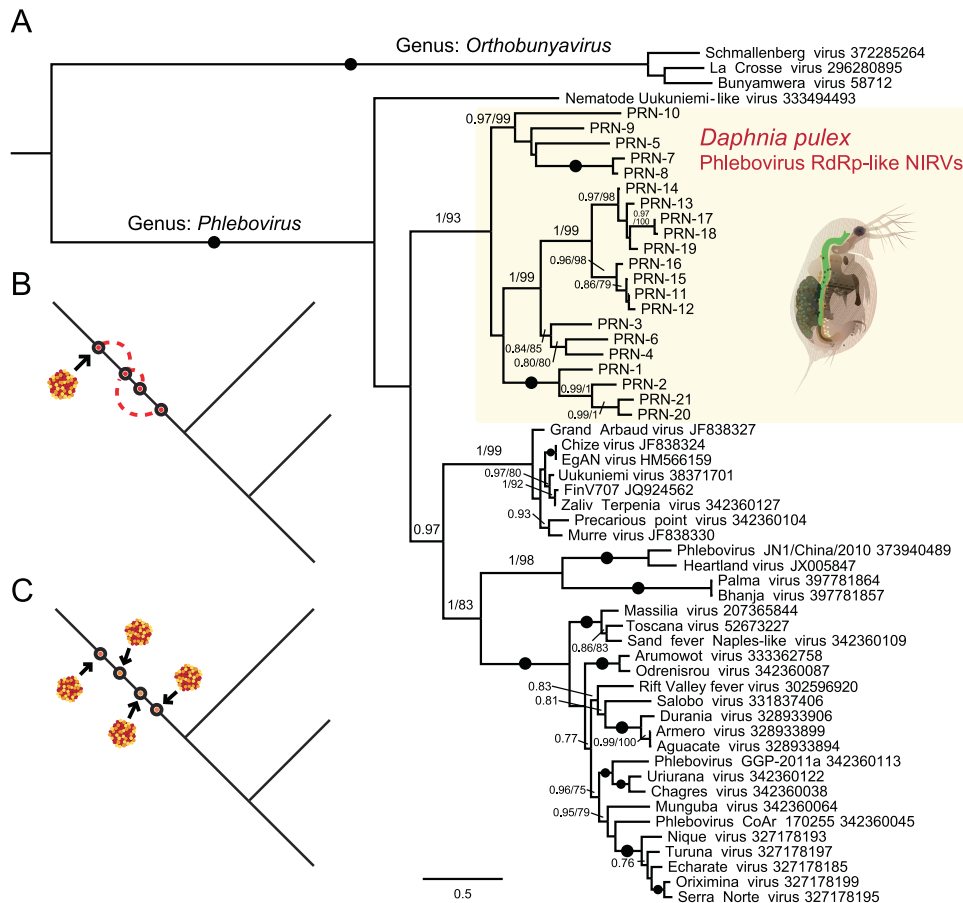 A
Genus: Orthobunyavirus
Schmallenberg virus 372285264
La Crosse virus 296280895
Bunyamwera virus 58712
Nematode Uukuniemi-like virus 333494493
0.97/99
PRN-10
PRN-9
PRN-5
PRN-7
PRN-8
Daphnia pulex
Phlebovirus RdRp-like NIRVs
Genus: Phlebovirus
1/93
0.97/98
PRN-14
PRN-13
0.97
/100
PRN-17
PRN-18
PRN-19
1/99
0.96/98
PRN-16
0.86/79
PRN-15
PRN-11
PRN-12
1/99
PRN-3
0.84/85
PRN-6
0.80/80
PRN-4
PRN-1
0.99/1
PRN-2
0.99/1
PRN-21
PRN-20
B
Grand Arbaud virus JF838327
1/99
Chize virus JF838324
EgAN virus HM566159
0.97/80
Uukuniemi virus 38371701
1/92
FinV707 JQ924562
Zaliv Terpenia virus 342360127
0.93
Precarious point virus 342360104
Murre virus JF838330
0.97
1/98
Phlebovirus JN1/China/2010 373940489
Heartland virus JX005847
Palma virus 397781864
Bhanja virus 397781857
C
1/83
Massilia virus 207365844
Toscana virus 52673227
0.86/83
Sand fever Naples-like virus 342360109
Arumowot virus 333362758
Odrenisrou virus 342360087
0.83
Rift Valley fever virus 302596920
0.81
Salobo virus 331837406
Durania virus 328933906
0.77
0.99/100
Armero virus 328933899
Aguacate virus 328933894
Phlebovirus GGP-2011a 342360113
0.96/75
Uriurana virus 342360122
Chagres virus 342360038
0.95/79
Munguba virus 342360064
Phlebovirus CoAr 170255 342360045
Nique virus 327178193
0.76
Turuna virus 327178197
Echarate virus 327178185
Oriximina virus 327178199
Serra Norte virus 327178195
0.5